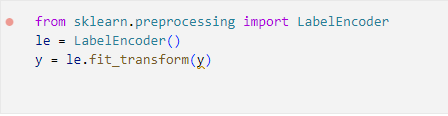 from sklearn.preprocessing import LabelEncoder
le = LabelEncoder()
y = le.fit_transform(y)